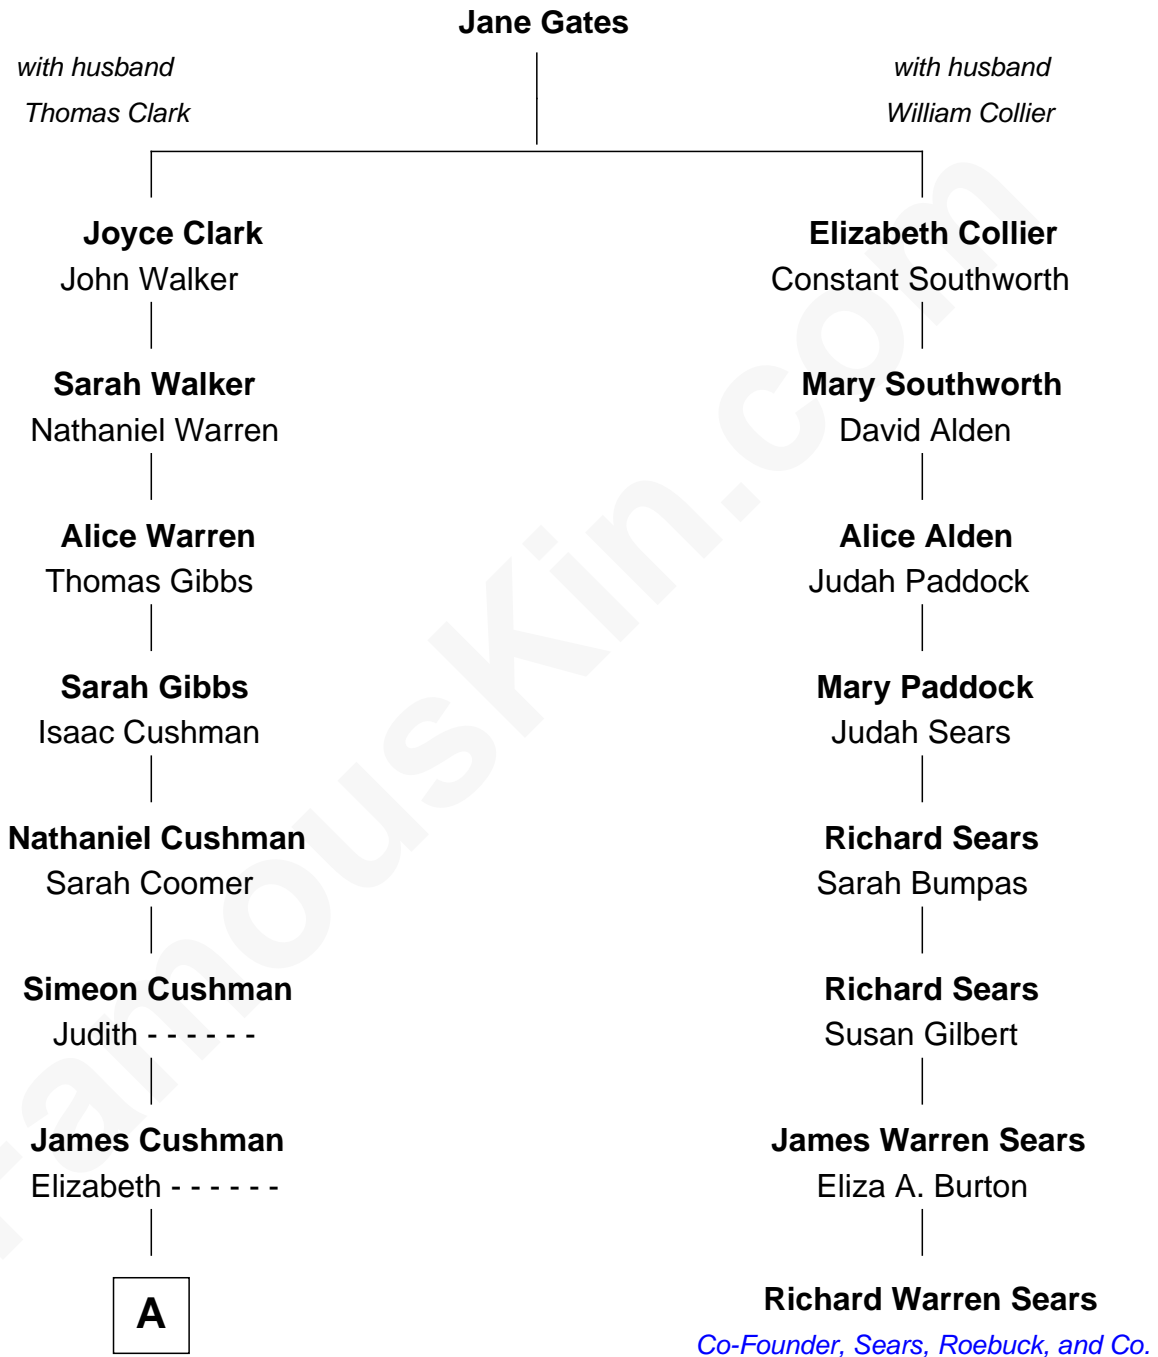 Jane Gates
with husband
Thomas Clark
with husband
William Collier
Joyce Clark
John Walker
Elizabeth Collier
Constant Southworth
Sarah Walker
Nathaniel Warren
Mary Southworth
David Alden
Alice Warren
Thomas Gibbs
Alice Alden
Judah Paddock
Sarah Gibbs
Isaac Cushman
Mary Paddock
Judah Sears
Nathaniel Cushman
Sarah Coomer
Richard Sears
Sarah Bumpas
Simeon Cushman
Judith - - - - - -
Richard Sears
Susan Gilbert
James Cushman
Elizabeth - - - - - -
James Warren Sears
Eliza A. Burton
A
Richard Warren Sears
Co-Founder, Sears, Roebuck, and Co.
FamousKin.com